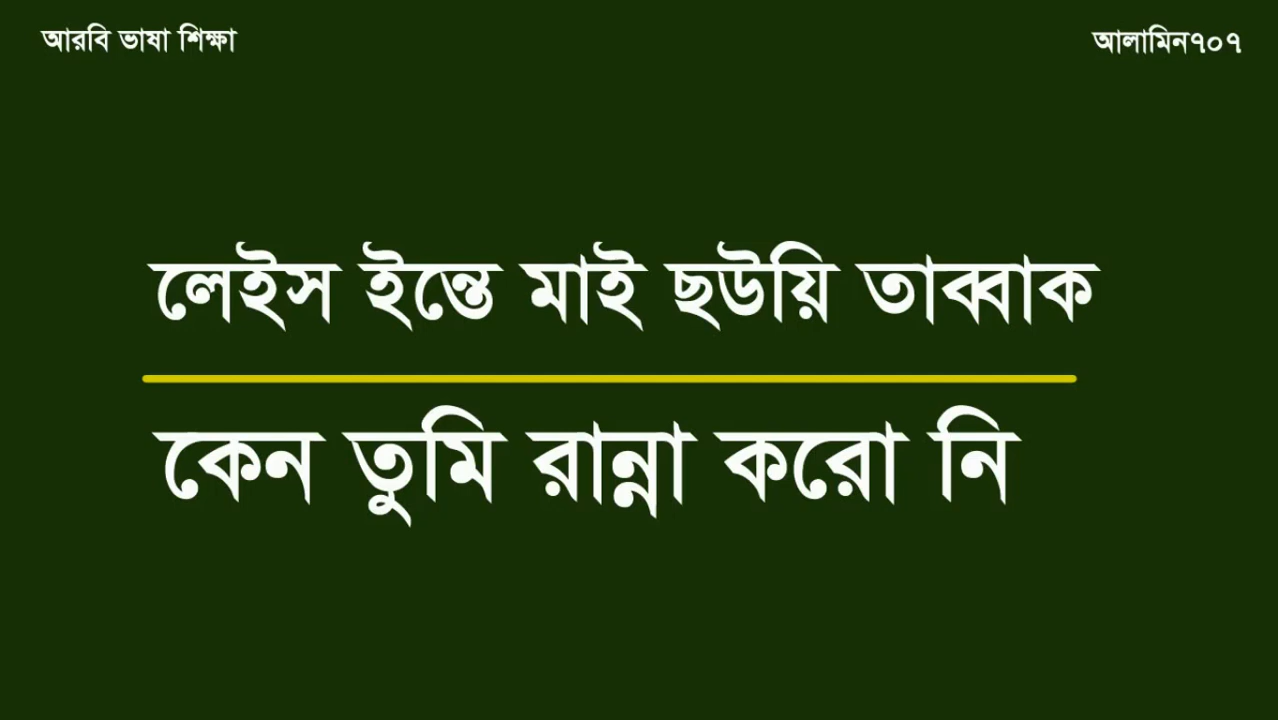 আরবি ভাষা শিক্ষা
আলামিন৭০৭
লেইস ইন্তে মাই ছউয়ি তাব্বাক
কেন তুমি রান্না করো নি